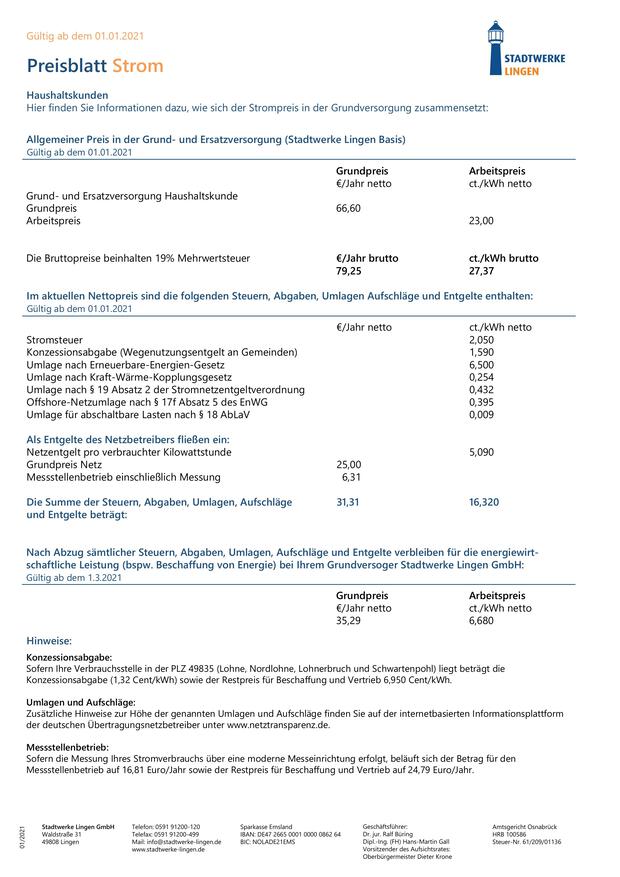 Gültig ab dem 01.01.2021
Preisblatt Strom
STADTWERKE
LINGEN
Haushaltskunden
Hier finden Sie Informationen dazu, wie sich der Strompreis in der Grundversorgung zusammensetzt:
Allgemeiner Preis in der Grund- und Ersatzversorgung (Stadtwerke Lingen Basis)
Gültig ab dem 01.01.2021
Grundpreis Arbeitspreis
€/Jahr netto ct./kWh netto
Grund- und Ersatzversorgung Haushaltskunde
Grundpreis 66,60
Arbeitspreis 23,00
Die Bruttopreise beinhalten 19% Mehrwertsteuer €/Jahr brutto ct./kWh brutto
79,25 27,37
Im aktuellen Nettopreis sind die folgenden Steuern, Abgaben, Umlagen Aufschläge und Entgelte enthalten:
Gültig ab dem 01.01.2021
€/Jahr netto ct./kWh netto
Stromsteuer 2,050
Konzessionsabgabe (Wegenutzungsentgelt an Gemeinden) 1,590
Umlage nach Erneuerbare-Energien-Gesetz 6,500
Umlage nach Kraft-Wärme-Kopplungsgesetz 0,254
Umlage nach § 19 Absatz 2 der Stromnetzentgeltverordnung 0,432
Offshore-Netzumlage nach § 17f Absatz 5 des EnWG 0,395
Umlage für abschaltbare Lasten nach § 18 AbLaV 0,009
Als Entgelte des Netzbetreibers fließen ein:
Netzentgelt pro verbrauchter Kilowattstunde 5,090
Grundpreis Netz 25,00
Messstellenbetrieb einschließlich Messung 6,31
Die Summe der Steuern, Abgaben, Umlagen, Aufschläge 31,31 16,320
und Entgelte beträgt:
Nach Abzug sämtlicher Steuern, Abgaben, Umlagen, Aufschläge und Entgelte verbleiben für die energiewirt-
schaftliche Leistung (bspw. Beschaffung von Energie) bei Ihrem Grundversoger Stadtwerke Lingen GmbH:
Gültig ab dem 1.3.2021
Grundpreis Arbeitspreis
€/Jahr netto ct./kWh netto
35,29 6,680
Hinweise:
Konzessionsabgabe:
Sofern Ihre Verbrauchsstelle in der PLZ 49835 (Lohne, Nordlohne, Lohnerbruch und Schwartenpohl) liegt beträgt die
Konzessionsabgabe (1,32 Cent/kWh) sowie der Restpreis für Beschaffung und Vertrieb 6,950 Cent/kWh.
Umlagen und Aufschläge:
Zusätzliche Hinweise zur Höhe der genannten Umlagen und Aufschläge finden Sie auf der internetbasierten Informationsplattform
der deutschen Übertragungsnetzbetreiber unter www.netztransparenz.de.
Messstellenbetrieb:
Sofern die Messung Ihres Stromverbrauchs über eine moderne Messeinrichtung erfolgt, beläuft sich der Betrag für den
Messstellenbetrieb auf 16,81 Euro/Jahr sowie der Restpreis für Beschaffung und Vertrieb auf 24,79 Euro/Jahr.
01/2021
Stadtwerke Lingen GmbH
Waldstraße 31
49808 Lingen
Telefon: 0591 91200-120
Telefax: 0591 91200-499
Mail: info@stadtwerke-lingen.de
www.stadtwerke-lingen.de
Sparkasse Emsland
IBAN: DE47 2665 0001 0000 0862 64
BIC: NOLADE21EMS
Geschäftsführer:
Dr. jur. Ralf Büring
Dipl.-Ing. (FH) Hans-Martin Gall
Vorsitzender des Aufsichtsrates:
Oberbürgermeister Dieter Krone
Amtsgericht Osnabrück
HRB 100586
Steuer-Nr. 61/209/01136